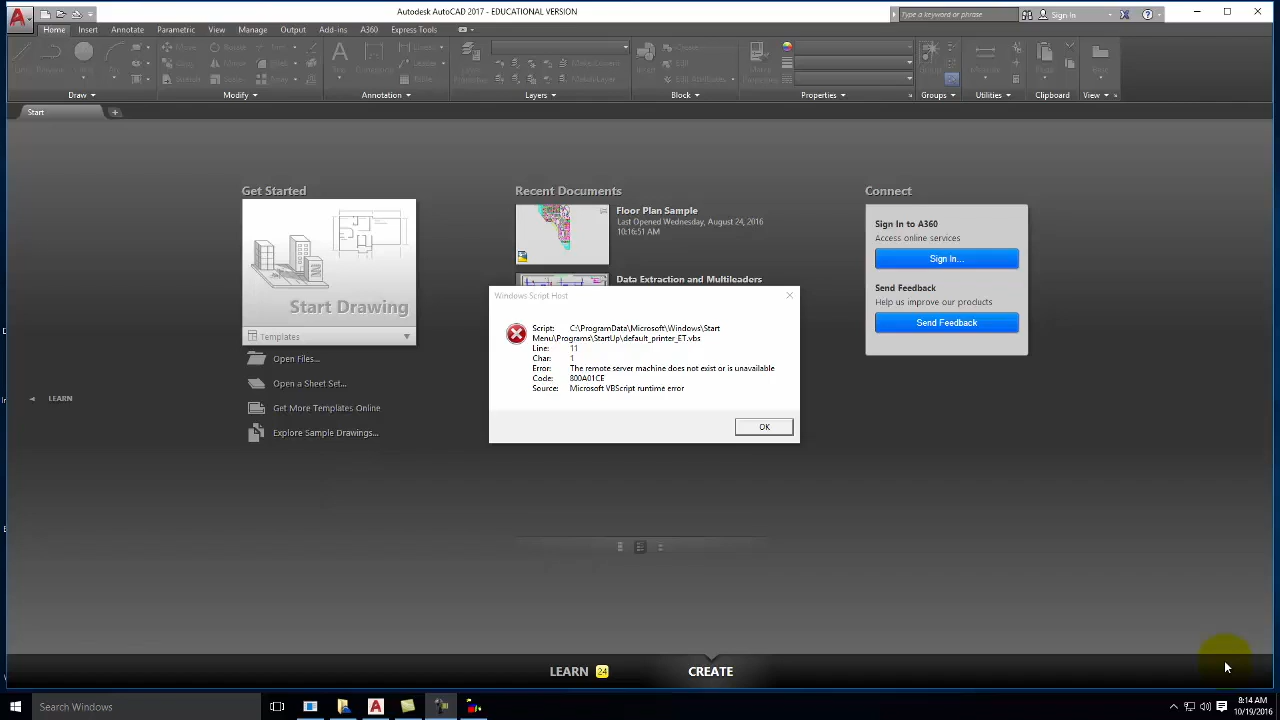 Autodesk AutoCAD 2017 - EDUCATIONAL VERSION
Type a keyword or phrase
Sign In
Home Insert Annotate Parametric View Manage Output Add-ins A360 Express Tools
Edit Attributes
Draw Modify Annotation Layers Block Properties Groups Utilities Clipboard View
Start
Get Started
Recent Documents
Connect
Start Drawing
Templates
Open Files...
Open a Sheet Set...
Get More Templates Online
Explore Sample Drawings...
Floor Plan Sample
Last Opened Wednesday, August 24, 2016
10:16:51 AM
Data Extraction and Multileaders
Sign In to A360
Access online services
Sign In...
Send Feedback
Help us improve our products
Send Feedback
Windows Script Host
Script: C:\ProgramData\Microsoft\Windows\Start
Menu\Programs\StartUp\default_printer_ET.vbs
Line: 11
Char: 1
Error: The remote server machine does not exist or is unavailable
Code: 800A01CE
Source: Microsoft VBScript runtime error
OK
LEARN
LEARN 24
CREATE
Search Windows
8:14 AM
10/19/2016